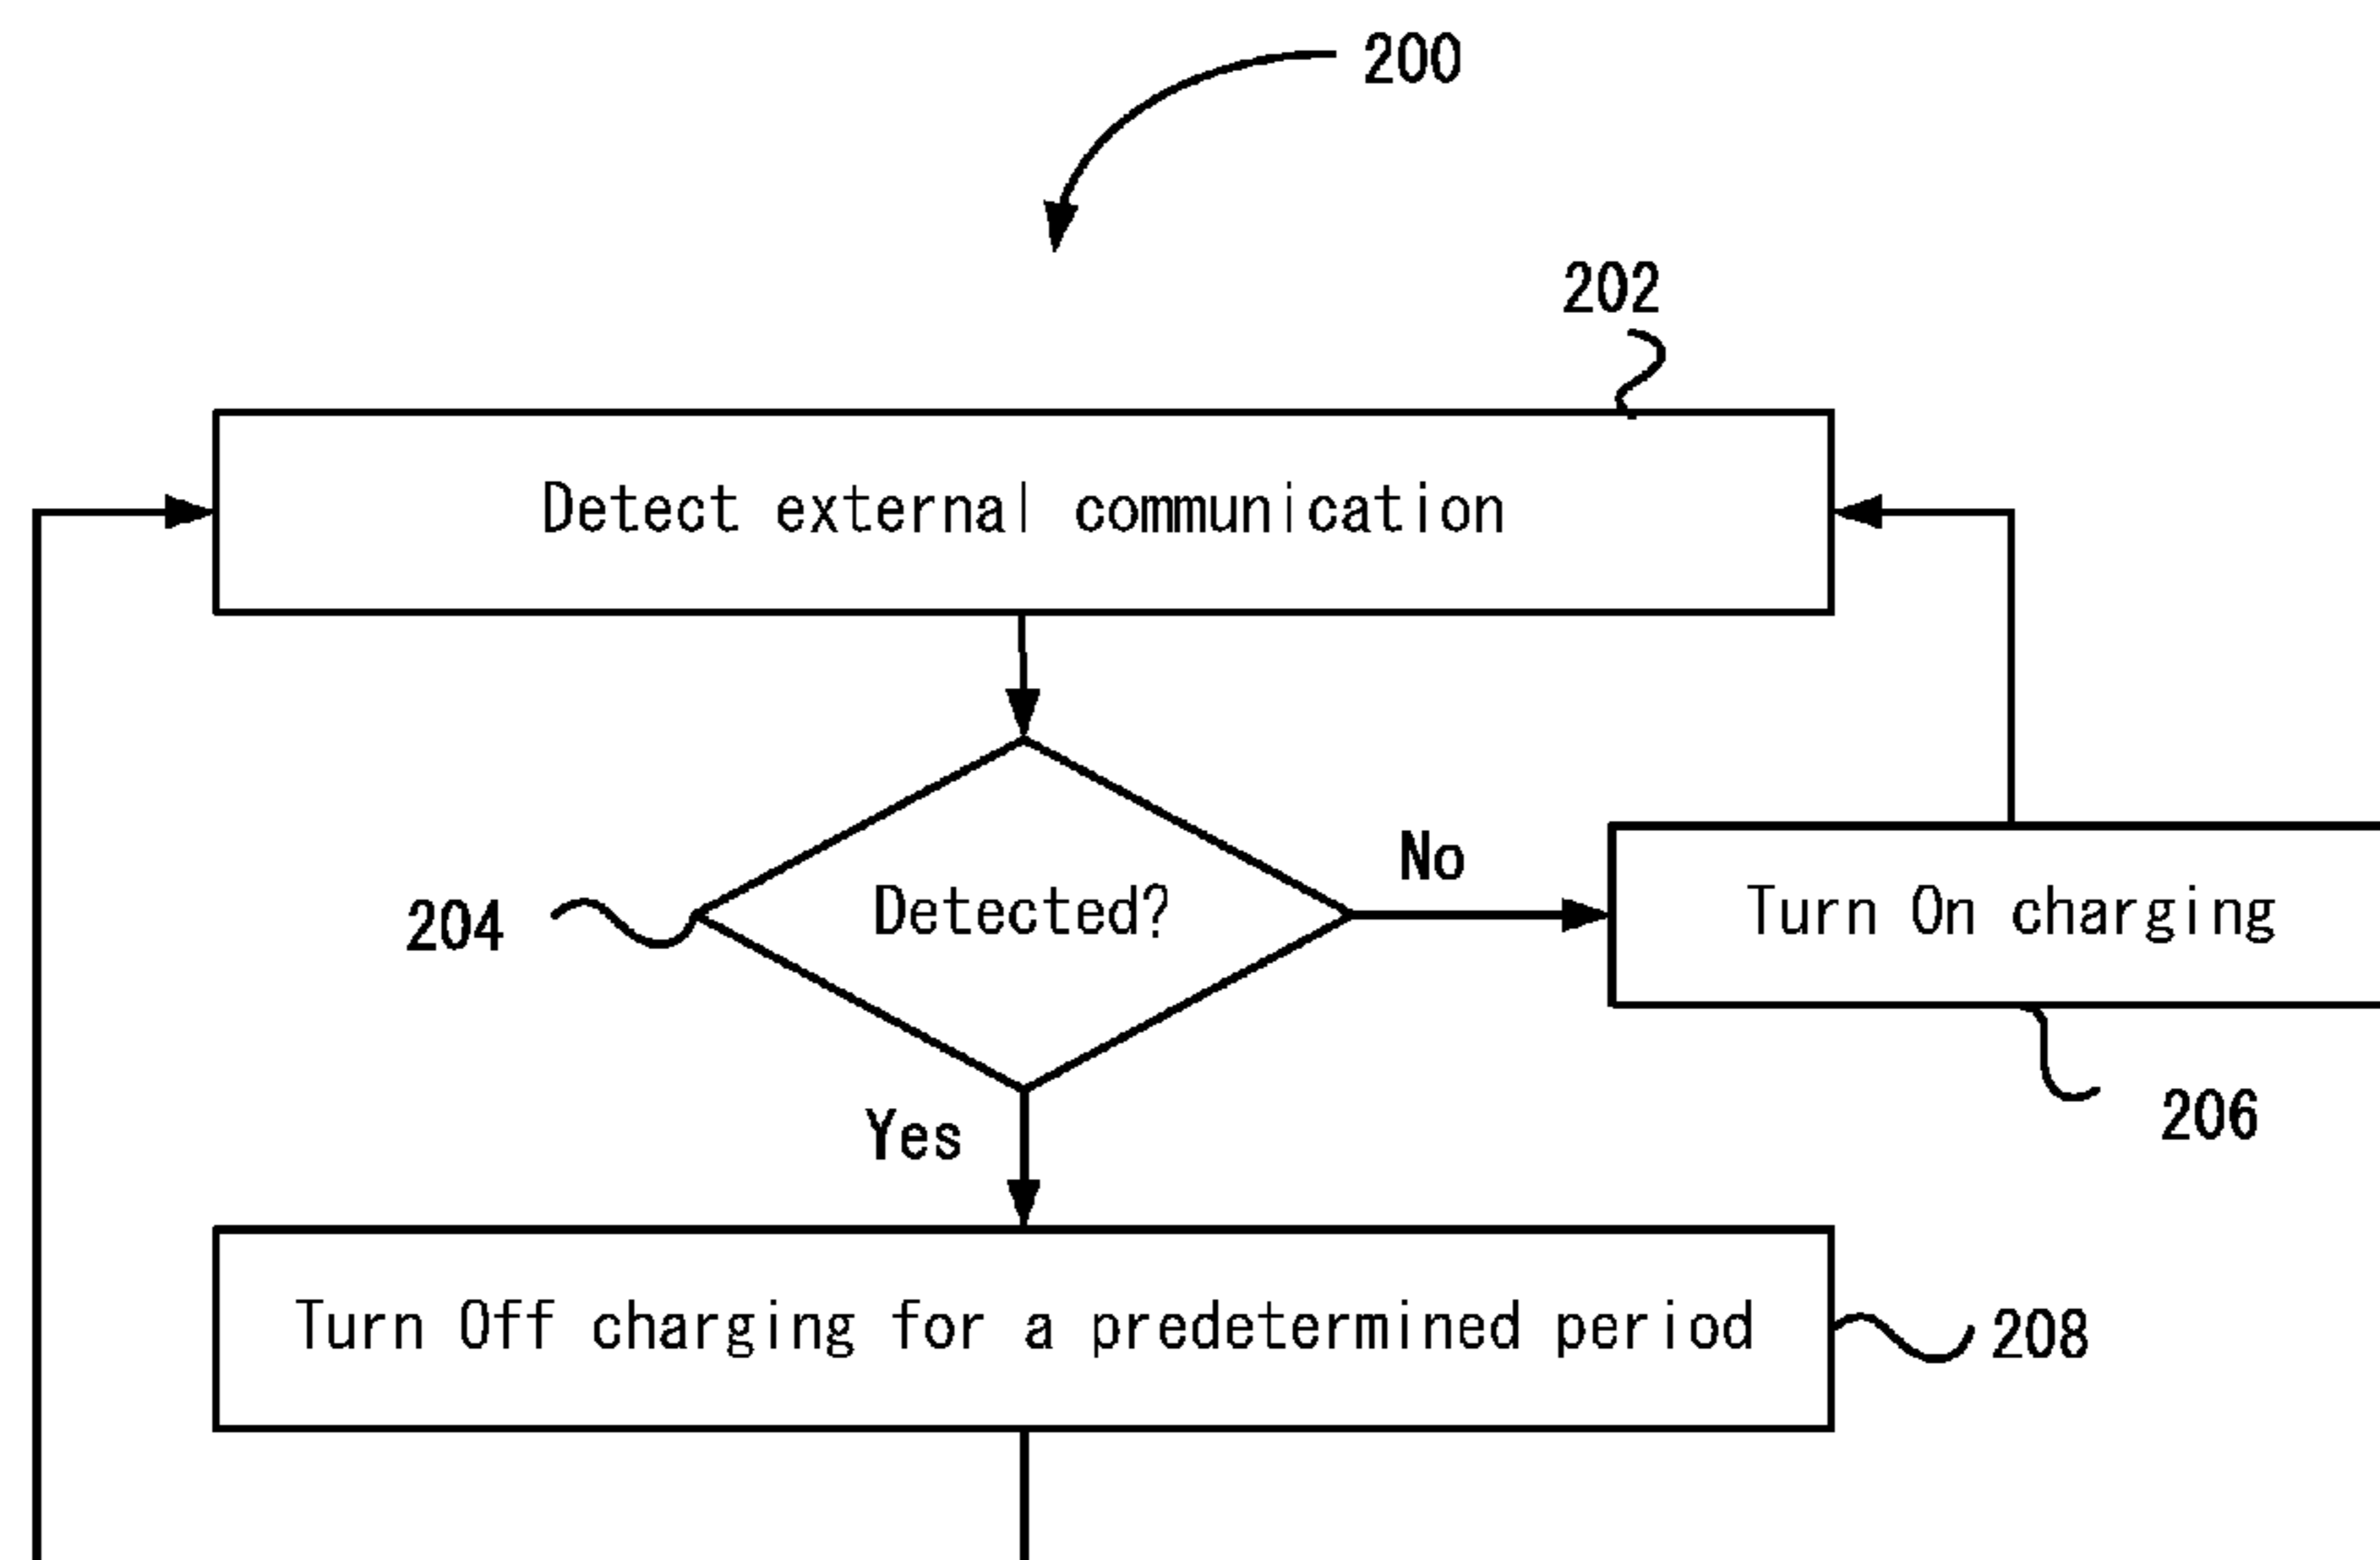 200
202
Detect external communication
204
Detected?
No
Turn On charging
206
Yes
Turn Off charging for a predetermined period
208